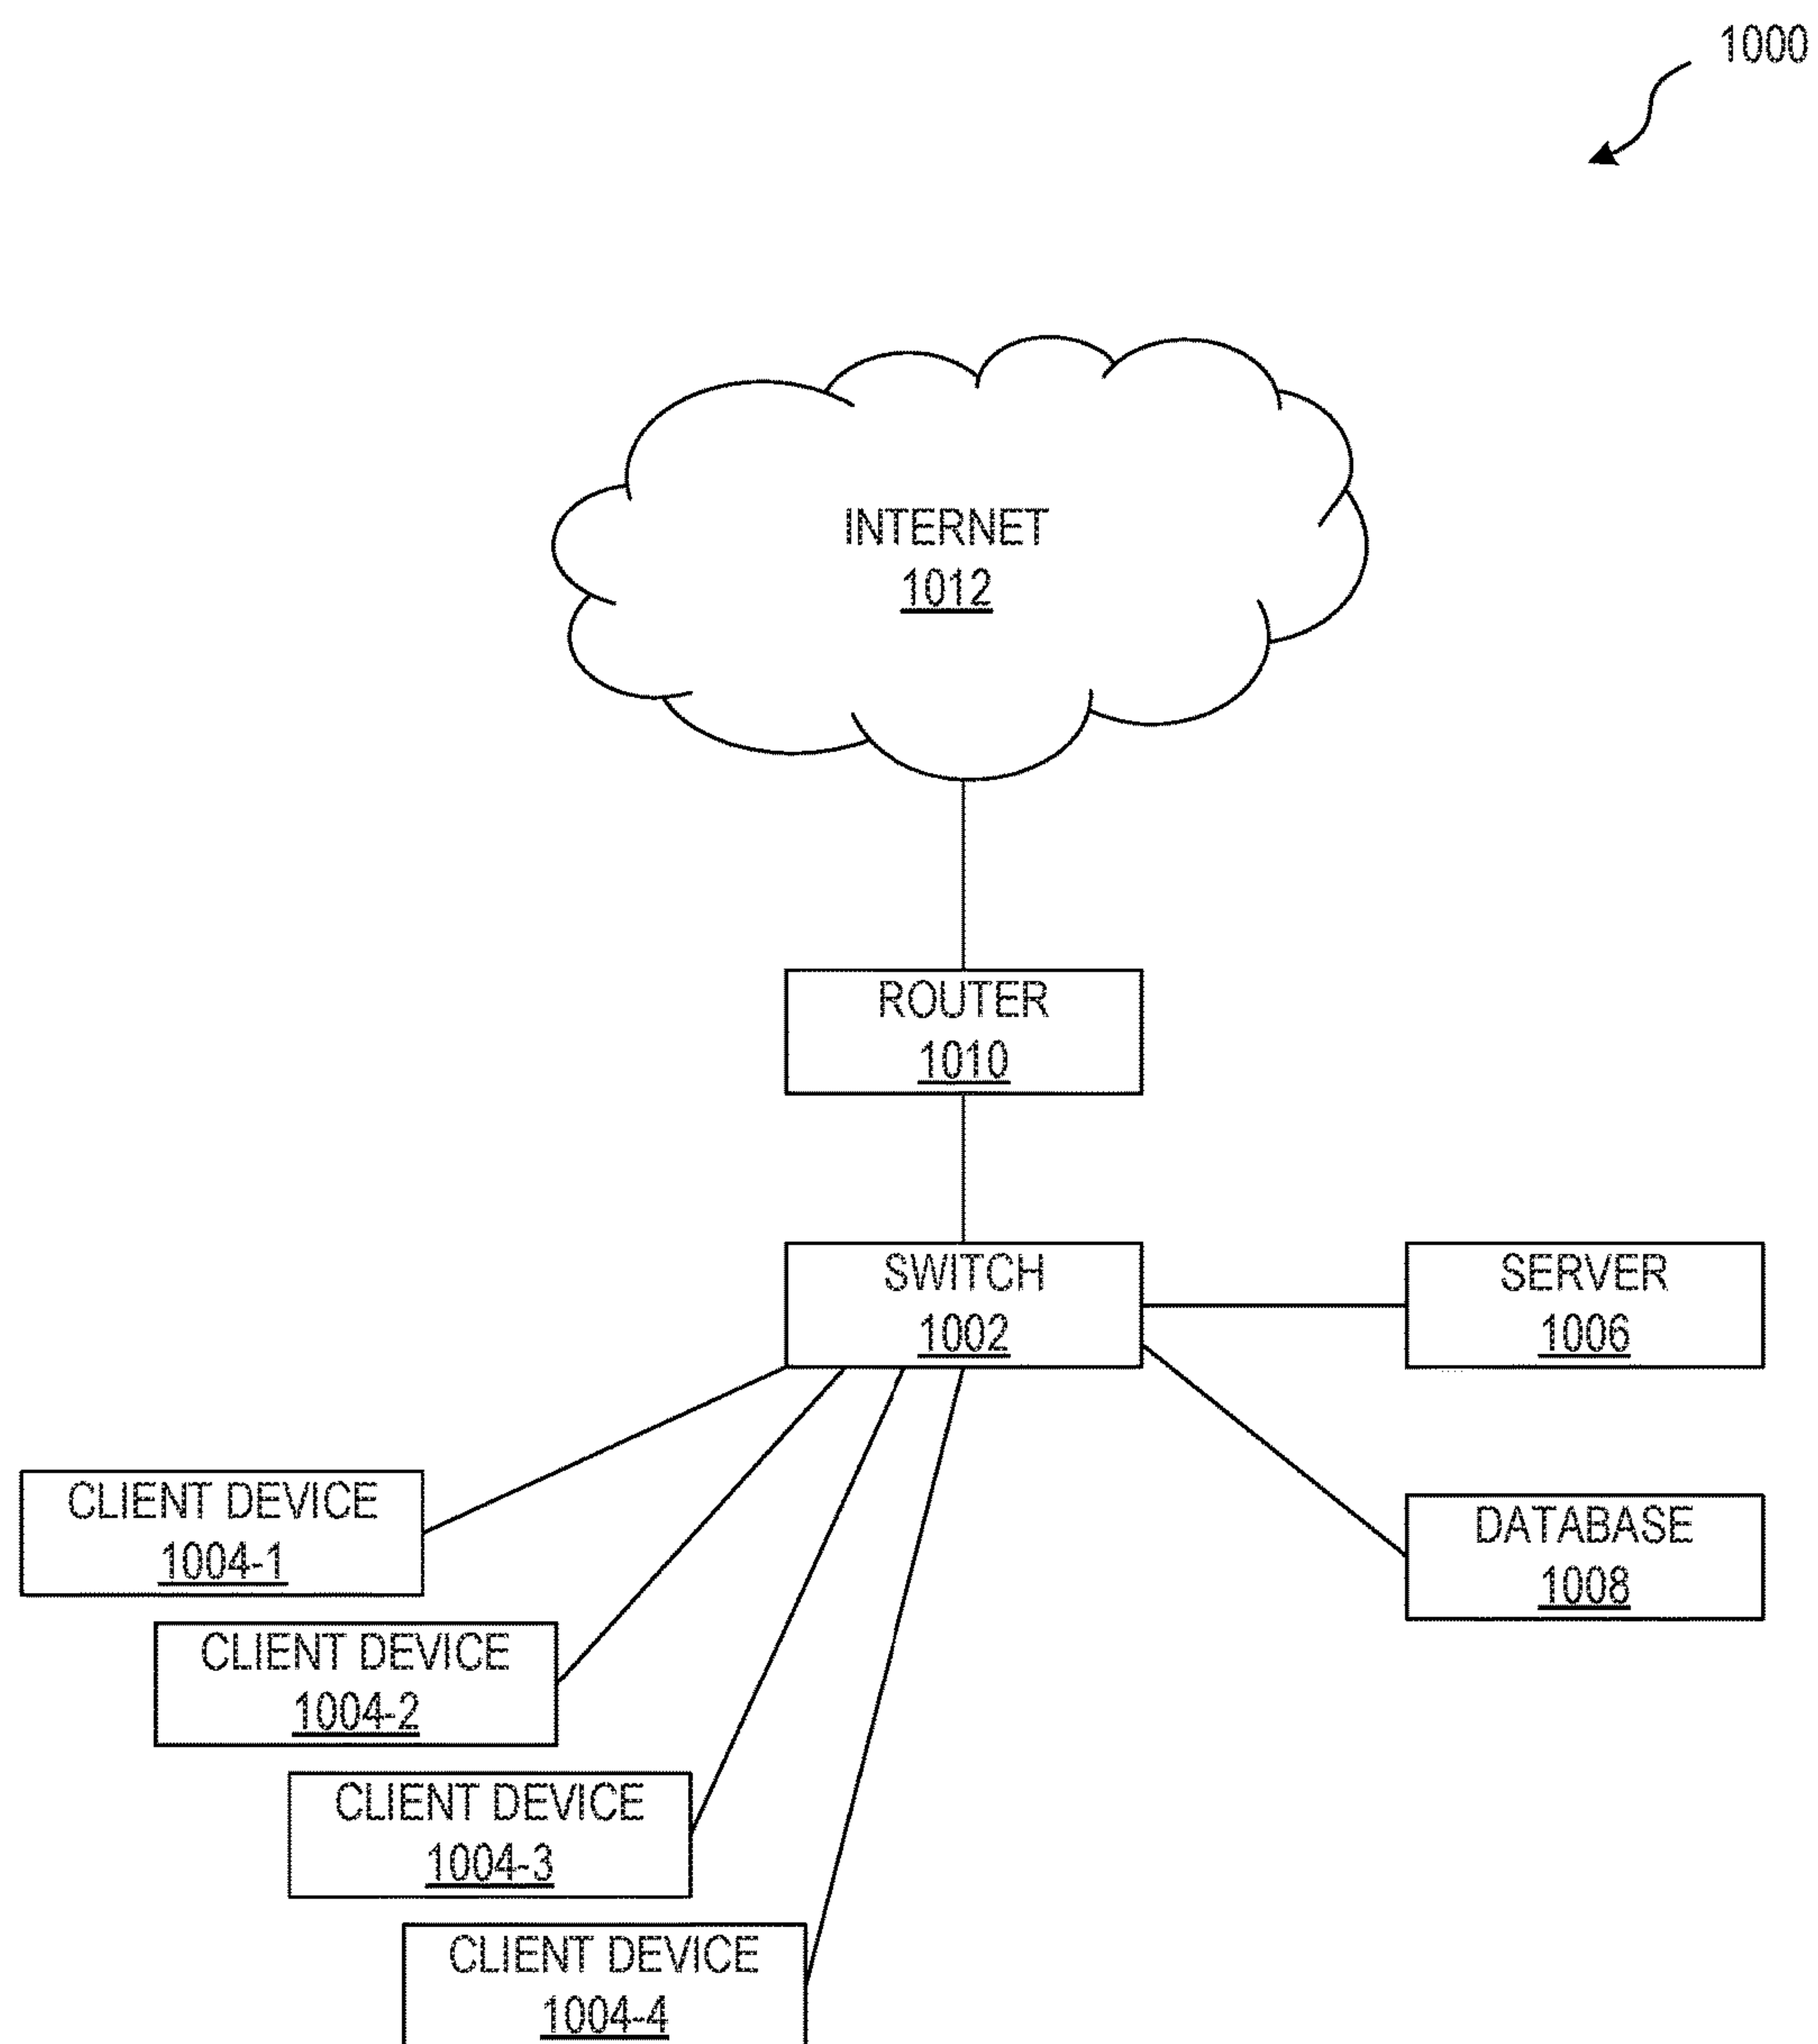 1000
INTERNET
1012
ROUTER
1010
SWITCH
1002
SERVER
1006
CLIENT DEVICE
1004-1
DATABASE
1008
CLIENT DEVICE
1004-2
CLIENT DEVICE
1004-3
CLIENT DEVICE
1004-4